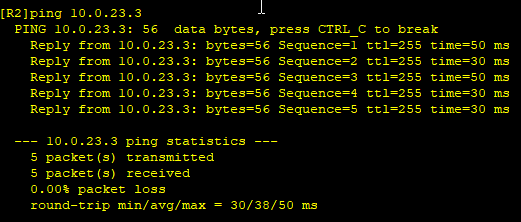 [R2]ping 10.0.23.3
PING 10.0.23.3: 56  data bytes, press CTRL_C to break
Reply from 10.0.23.3: bytes=56 Sequence=1 ttl=255 time=50 ms
Reply from 10.0.23.3: bytes=56 Sequence=2 ttl=255 time=30 ms
Reply from 10.0.23.3: bytes=56 Sequence=3 ttl=255 time=50 ms
Reply from 10.0.23.3: bytes=56 Sequence=4 ttl=255 time=30 ms
Reply from 10.0.23.3: bytes=56 Sequence=5 ttl=255 time=30 ms
--- 10.0.23.3 ping statistics ---
5 packet(s) transmitted
5 packet(s) received
0.00% packet loss
round-trip min/avg/max = 30/38/50 ms